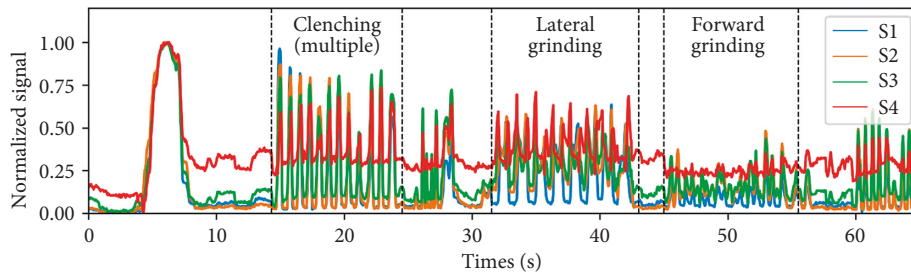 Clenching
(multiple)
Lateral
grinding
Forward
grinding
S1
S2
S3
S4
Normalized signal
1.00
0.75
0.50
0.25
0.00
0 10 20 30 40 50 60
Times (s)